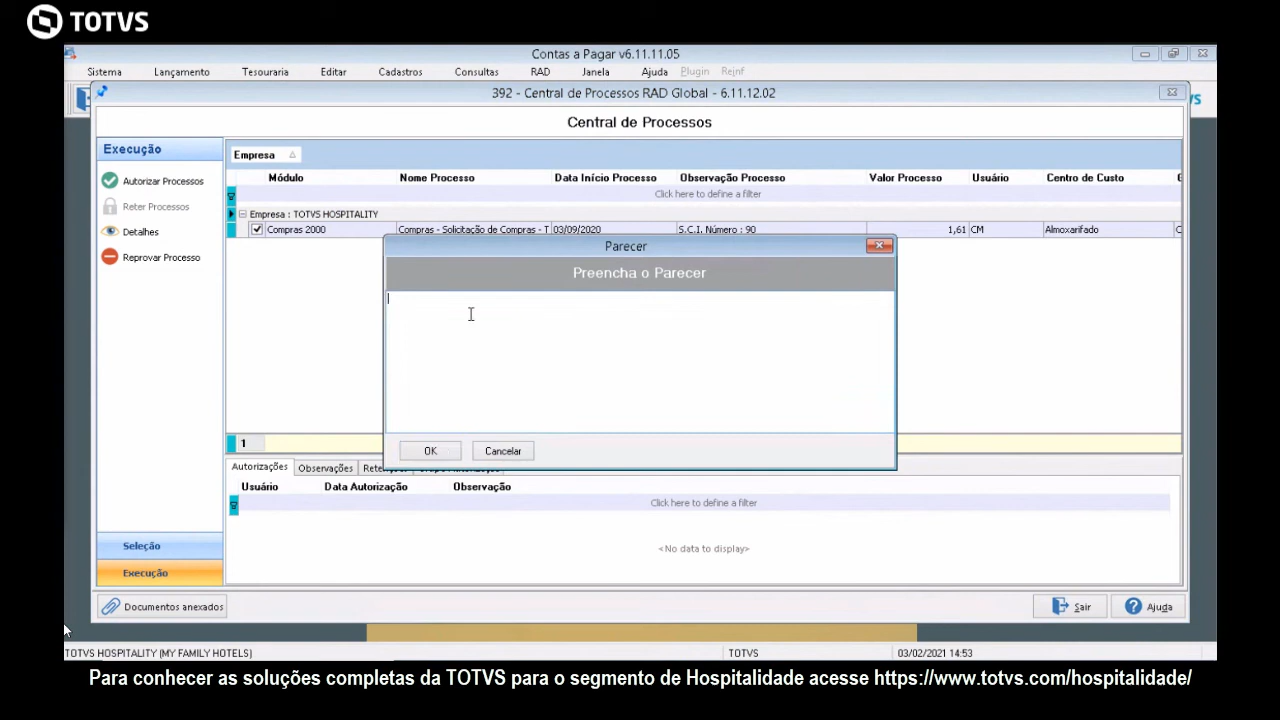 TOTVS
Contas a Pagar v6.11.11.05
Sistema Lançamento Tesouraria Editar Cadastros Consultas RAD Janela Ajuda Plugin Reinf
392 - Central de Processos RAD Global - 6.11.12.02
Central de Processos
Execução
Autorizar Processos
Reter Processos
Detalhes
Reprovar Processo
Empresa
Módulo Nome Processo Data Início Processo Observação Processo Valor Processo Usuário Centro de Custo
Click here to define a filter
Empresa : TOTVS HOSPITALITY
Compras 2000 Compras - Solicitação de Compras - T 03/09/2020 S.C.I. Número : 90 1,61 CM Almoxarifado
Parecer
Preencha o Parecer
OK Cancelar
1
Autorizações Observações
Usuário Data Autorização Observação
Click here to define a filter
<No data to display>
Seleção
Execução
Documentos anexados
Sair Ajuda
TOTVS HOSPITALITY (MY FAMILY HOTELS) TOTVS 03/02/2021 14:53
Para conhecer as soluções completas da TOTVS para o segmento de Hospitalidade acesse https://www.totvs.com/hospitalidade/